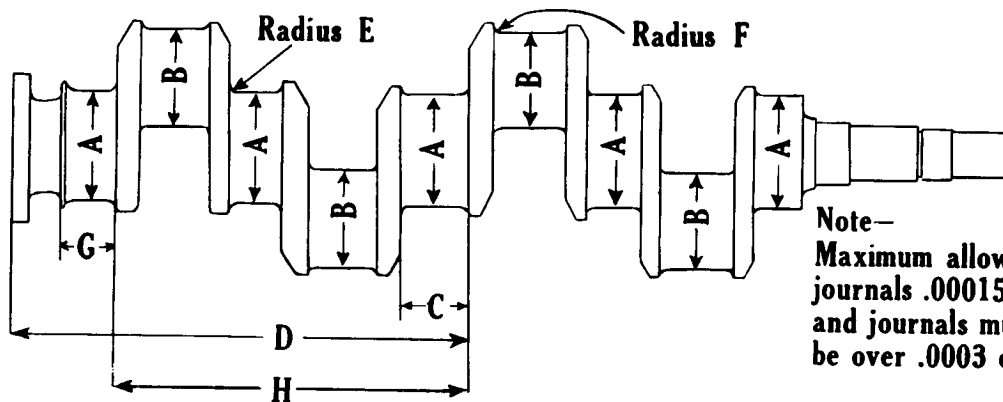 Radius E
Radius F
B
B
A
A
A
A
A
B
B
G
C
D
H
Note—
Maximum allow
journals .00015
and journals mu
be over .0003